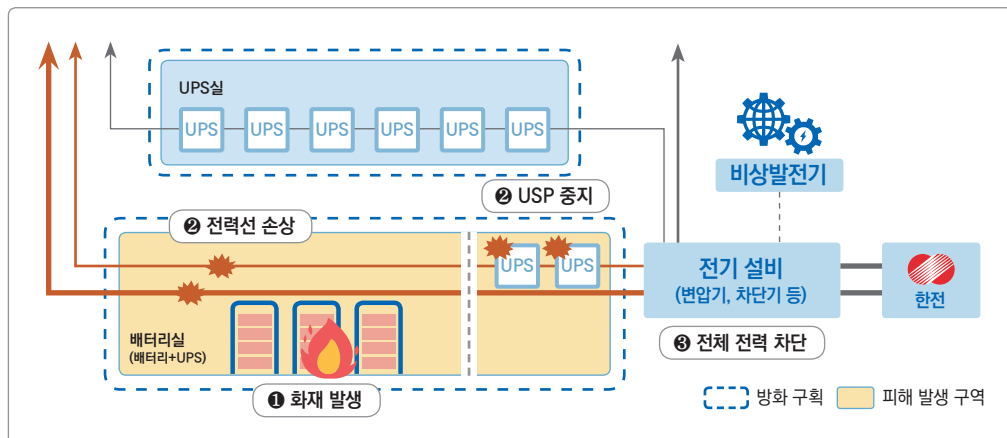 UPS실
UPS UPS UPS UPS UPS UPS
비상발전기
❷ USP 중지
❷ 전력선 손상
UPS UPS
전기 설비
(변압기, 차단기 등)
한전
배터리실
(배터리+UPS)
❸ 전체 전력 차단
❶ 화재 발생
방화 구획
피해 발생 구역